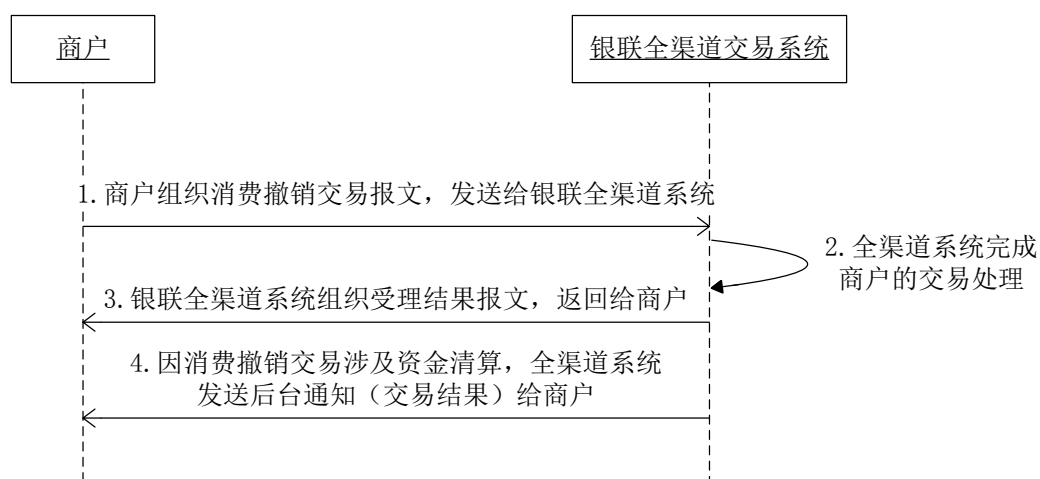 商户
银联全渠道交易系统
1.商户组织消费撤销交易报文，发送给银联全渠道系统
2.全渠道系统完成
商户的交易处理
3.银联全渠道系统组织受理结果报文，返回给商户
4.因消费撤销交易涉及资金清算，全渠道系统
发送后台通知（交易结果）给商户